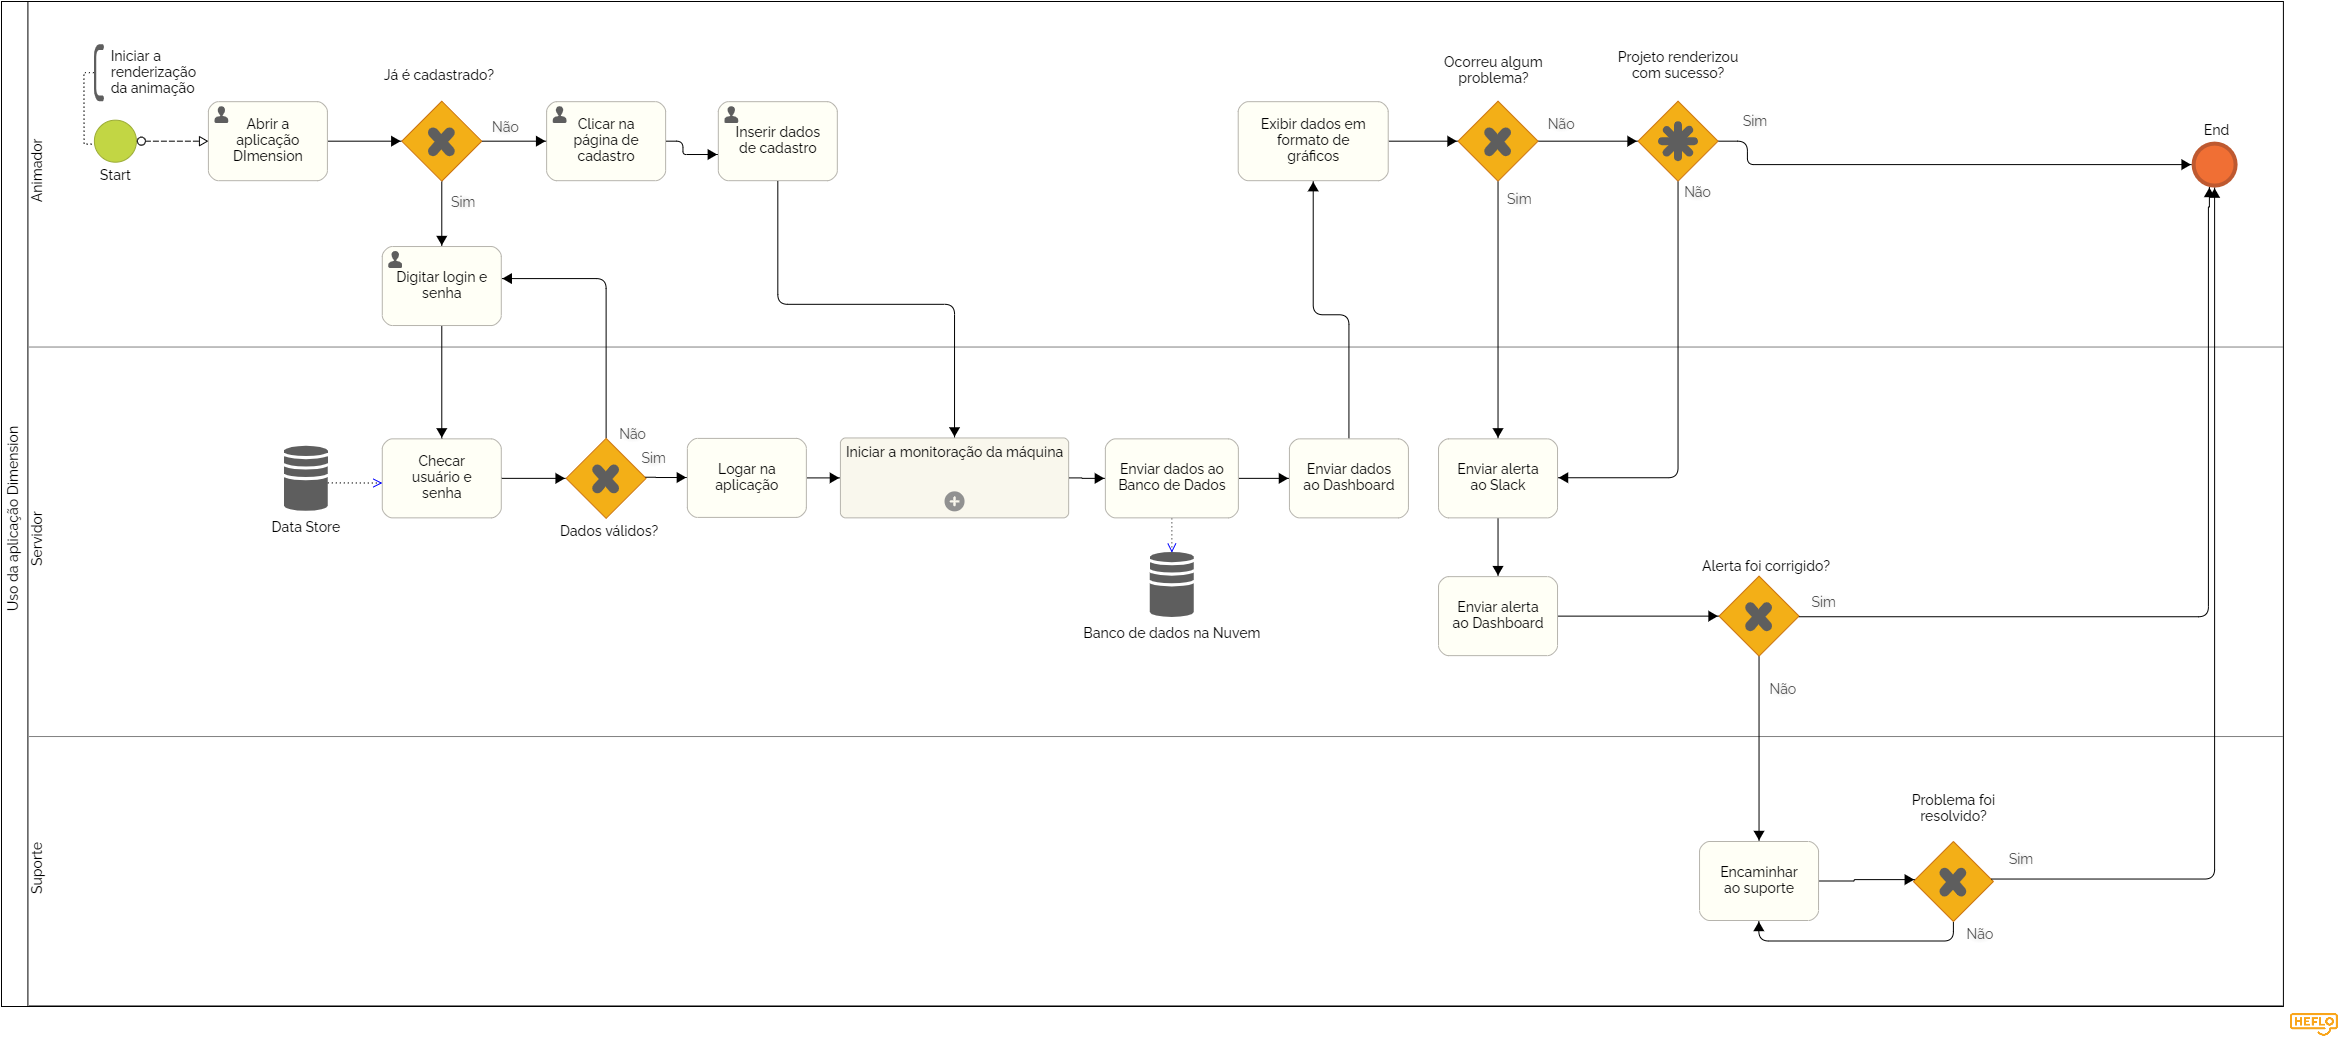 Uso da aplicação Dimension
Animador
Iniciar a
renderização
da animação
Start
Abrir a
aplicação
DImension
Já é cadastrado?
Não
Sim
Clicar na
página de
cadastro
Inserir dados
de cadastro
Digitar login e
senha
Exibir dados em
formato de
gráficos
Ocorreu algum
problema?
Não
Sim
Projeto renderizou
com sucesso?
Sim
Não
End
Servidor
Data Store
Checar
usuário e
senha
Não
Sim
Dados válidos?
Logar na
aplicação
Iniciar a monitoração da máquina
Enviar dados ao
Banco de Dados
Banco de dados na Nuvem
Enviar dados
ao Dashboard
Enviar alerta
ao Slack
Enviar alerta
ao Dashboard
Alerta foi corrigido?
Sim
Não
Suporte
Encaminhar
ao suporte
Problema foi
resolvido?
Sim
Não
HEFLO